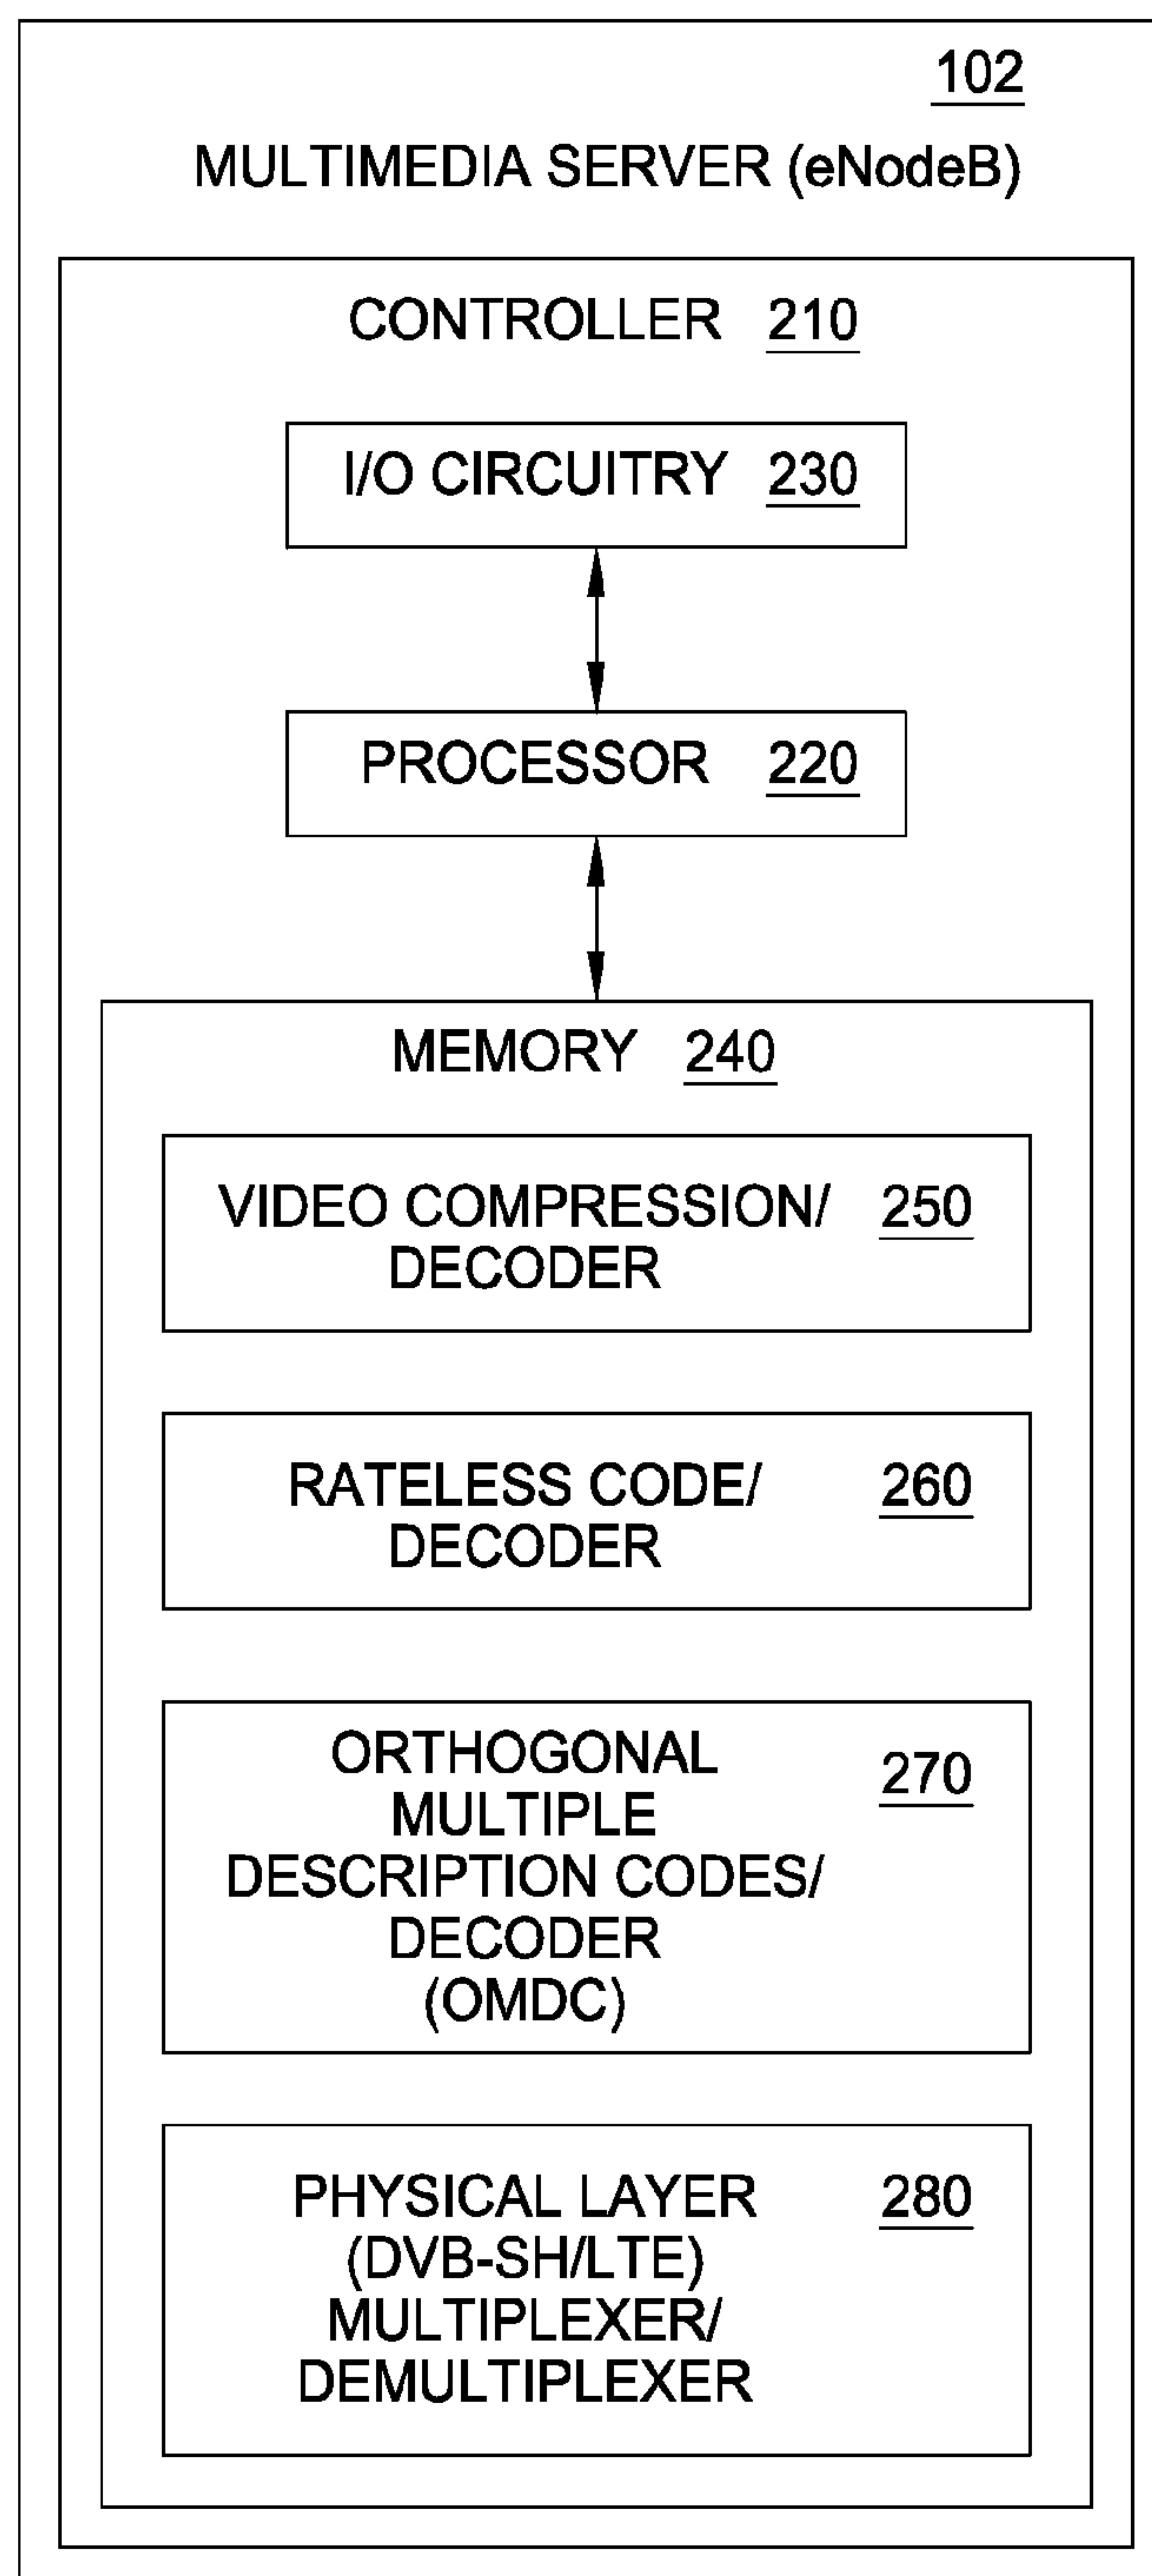 102
MULTIMEDIA SERVER (eNodeB)
CONTROLLER 210
I/O CIRCUITRY 230
PROCESSOR 220
MEMORY 240
VIDEO COMPRESSION/ 250
DECODER
RATELESS CODE/ 260
DECODER
ORTHOGONAL 270
MULTIPLE
DESCRIPTION CODES/
DECODER
(OMDC)
PHYSICAL LAYER 280
(DVB-SH/LTE)
MULTIPLEXER/
DEMULTIPLEXER